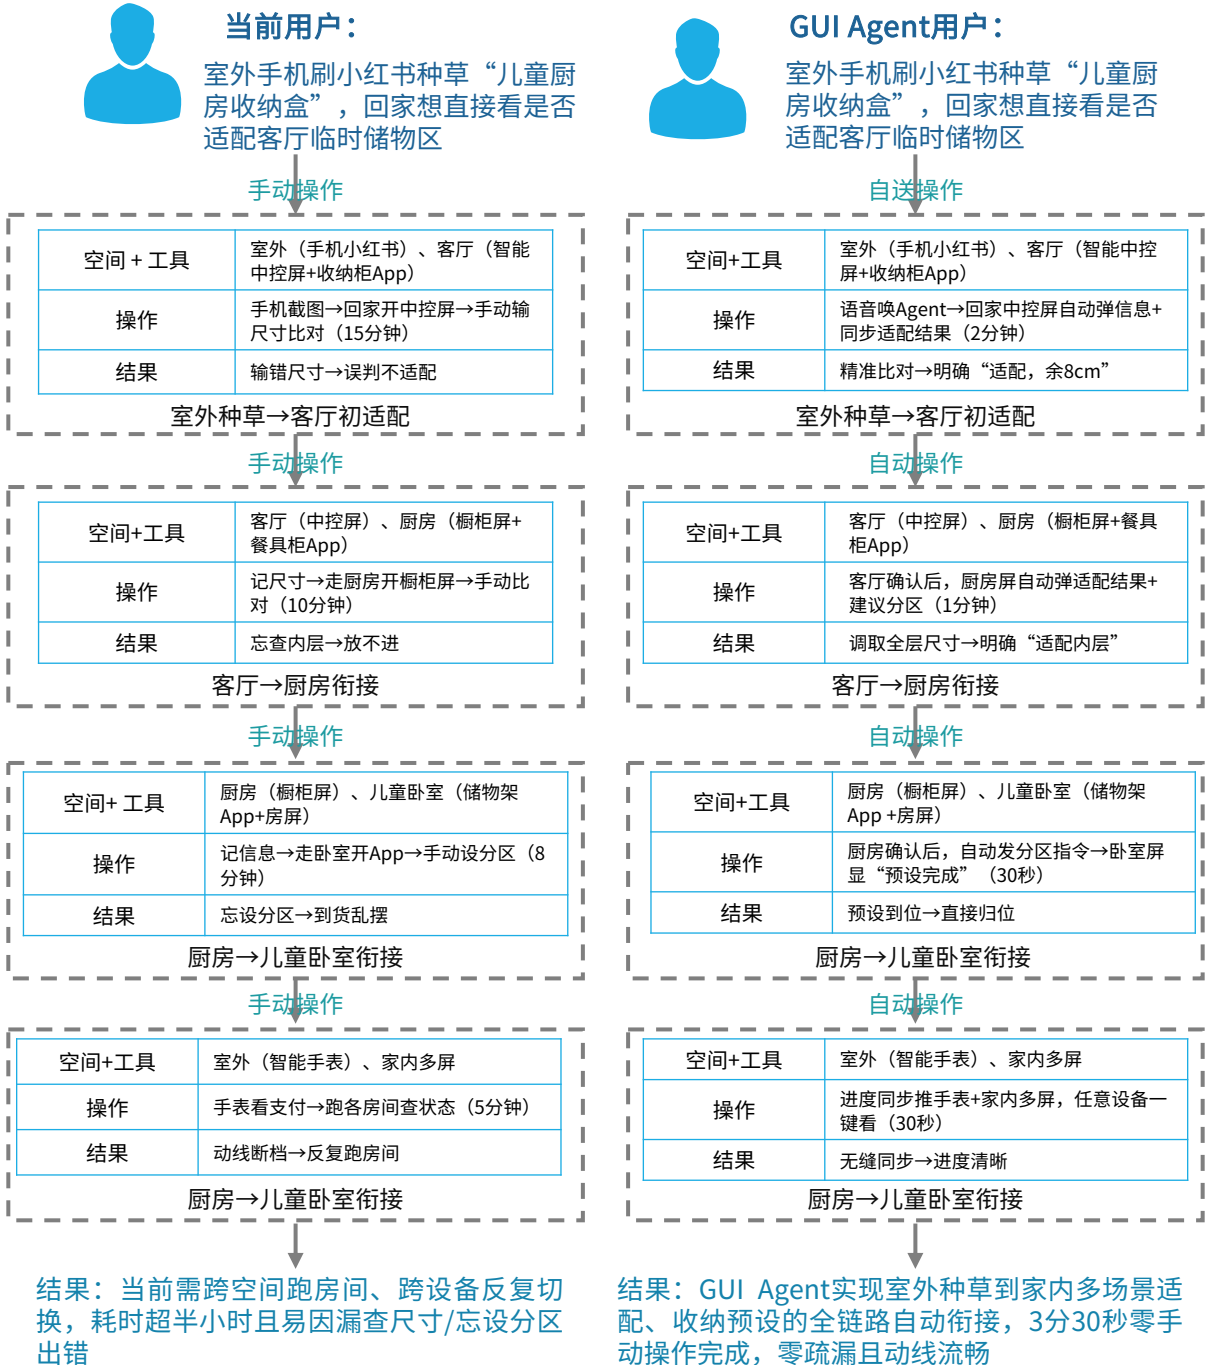 当前用户：
室外手机刷小红书种草“儿童厨
房收纳盒”，回家想直接看是否
适配客厅临时储物区
手动操作
空间 + 工具
室外（手机小红书）、客厅（智能
中控屏+收纳柜App）
操作
手机截图→回家开中控屏→手动输
尺寸比对（15分钟）
结果
输错尺寸→误判不适配
室外种草→客厅初适配
手动操作
空间+工具
客厅（中控屏）、厨房（橱柜屏+
餐具柜App）
操作
记尺寸→走厨房开橱柜屏→手动比
对（10分钟）
结果
忘查内层→放不进
客厅→厨房衔接
手动操作
空间+ 工具
厨房（橱柜屏）、儿童卧室（储物架
App+房屏）
操作
记信息→走卧室开App→手动设分区（8
分钟）
结果
忘设分区→到货乱摆
厨房→儿童卧室衔接
手动操作
空间+工具
室外（智能手表）、家内多屏
操作
手表看支付→跑各房间查状态（5分钟）
结果
动线断档→反复跑房间
厨房→儿童卧室衔接
结果：当前需跨空间跑房间、跨设备反复切
换，耗时超半小时且易因漏查尺寸/忘设分区
出错
GUI Agent用户：
室外手机刷小红书种草“儿童厨
房收纳盒”，回家想直接看是否
适配客厅临时储物区
自送操作
空间+工具
室外（手机小红书）、客厅（智能中控
屏+收纳柜App）
操作
语音唤Agent→回家中控屏自动弹信息+
同步适配结果（2分钟）
结果
精准比对→明确“适配，余8cm”
室外种草→客厅初适配
自动操作
空间+工具
客厅（中控屏）、厨房（橱柜屏+餐具
柜App）
操作
客厅确认后，厨房屏自动弹适配结果+
建议分区（1分钟）
结果
调取全层尺寸→明确“适配内层”
客厅→厨房衔接
自动操作
空间+工具
厨房（橱柜屏）、儿童卧室（储物架
App +房屏）
操作
厨房确认后，自动发分区指令→卧室屏
显“预设完成”（30秒）
结果
预设到位→直接归位
厨房→儿童卧室衔接
自动操作
空间+工具
室外（智能手表）、家内多屏
操作
进度同步推手表+家内多屏，任意设备一
键看（30秒）
结果
无缝同步→进度清晰
厨房→儿童卧室衔接
结果：GUI Agent实现室外种草到家内多场景适
配、收纳预设的全链路自动衔接，3分30秒零手
动操作完成，零疏漏且动线流畅